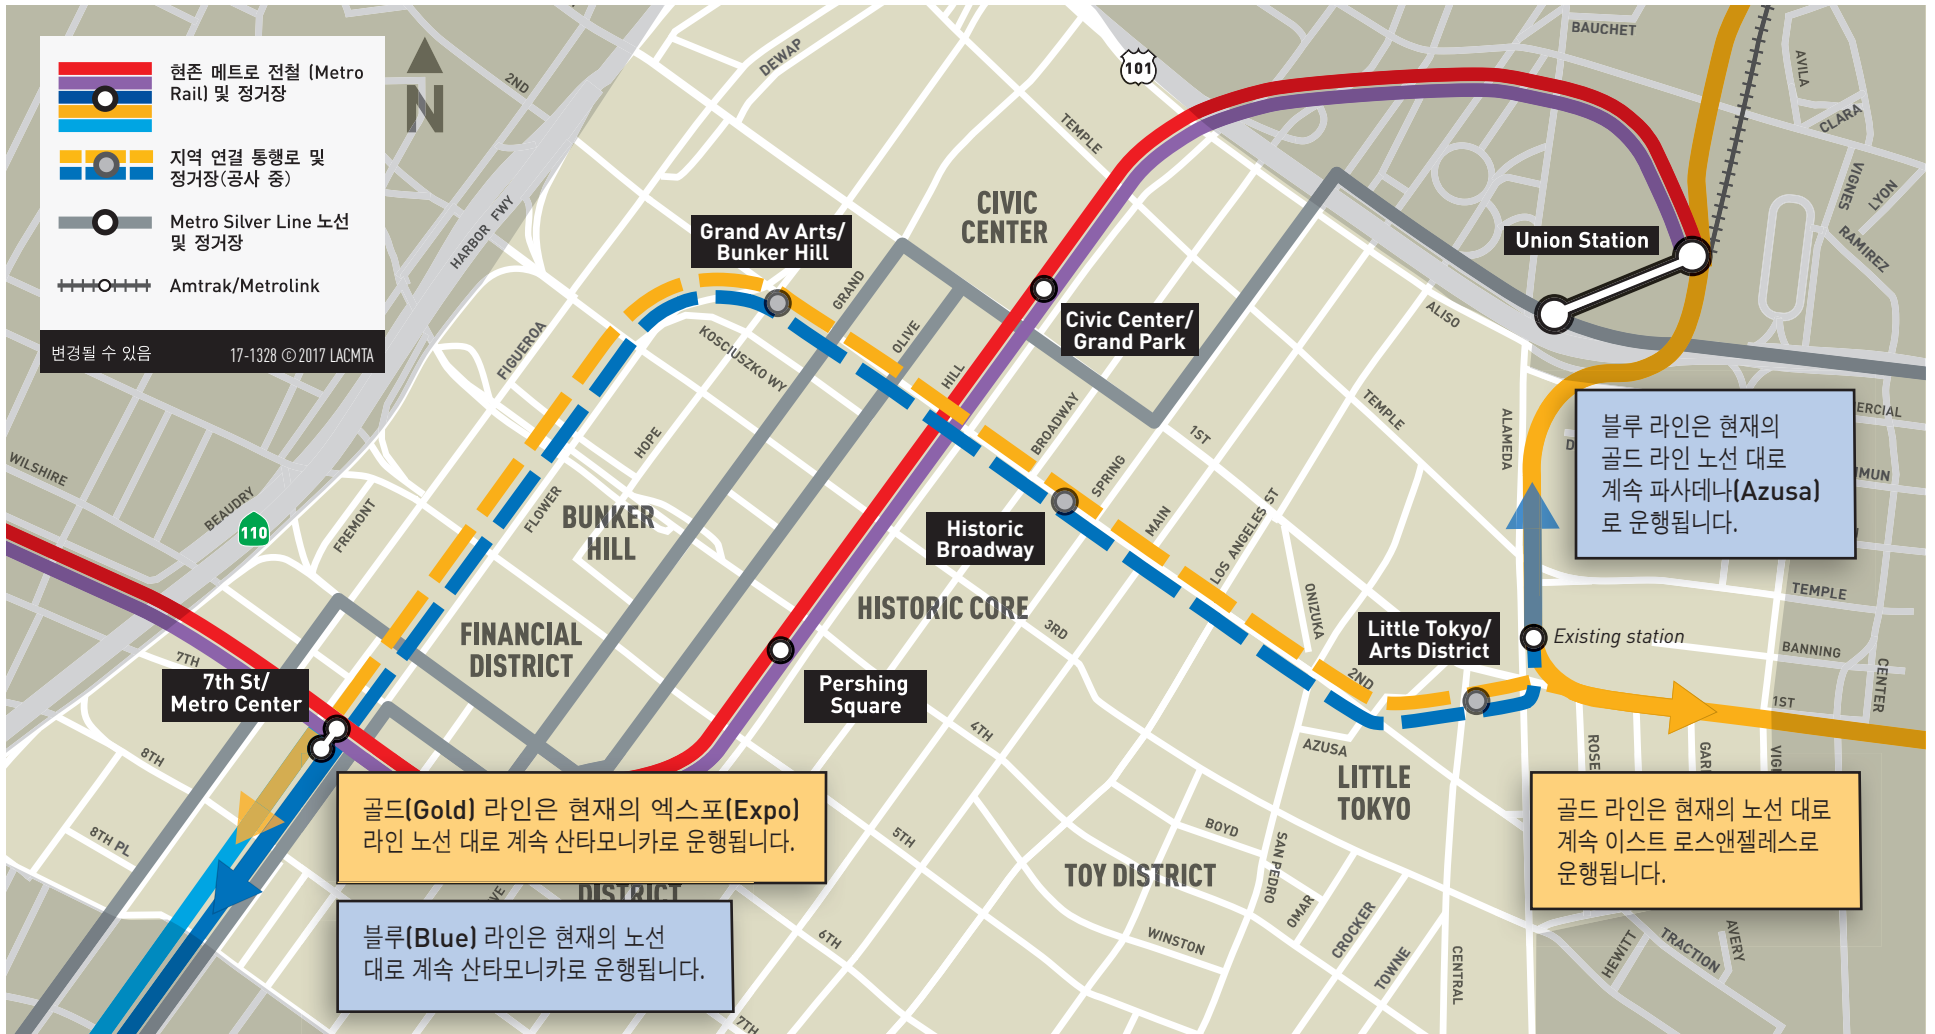 현존 메트로 전철 (Metro
Rail) 및 정거장
지역 연결 통행로 및
정거장(공사 중)
Metro Silver Line 노선
및 정거장
Amtrak/Metrolink
변경될 수 있음
17-1328 © 2017 LACMTA
N
2ND
DEWAP
101
BAUCHET
AVILA
CLARA
VIGNES
LYON
RAMIREZ
TEMPLE
HARBOR FWY
CIVIC
CENTER
Grand Av Arts/
Bunker Hill
Union Station
GRAND
KOSCIUSZKO WY
OLIVE
HILL
Civic Center/
Grand Park
ALISO
FIGUEROA
HOPE
BROADWAY
1ST
TEMPLE
ALAMEDA
블루 라인은 현재의
골드 라인 노선 대로
계속 파사데나(Azusa)
로 운행됩니다.
WILSHIRE
BEAUDRY
110
FREMONT
FLOWER
BUNKER
HILL
SPRING
MAIN
LOS ANGELES ST
Historic
Broadway
ONIZUKA
HISTORIC CORE
3RD
TEMPLE
Existing station
BANNING
CENTER
Little Tokyo/
Arts District
2ND
1ST
FINANCIAL
DISTRICT
7TH
7th St/
Metro Center
Pershing
Square
4TH
AZUSA
LITTLE
TOKYO
8TH
골드(Gold) 라인은 현재의 엑스포(Expo)
라인 노선 대로 계속 산타모니카로 운행됩니다.
골드 라인은 현재의 노선 대로
계속 이스트 로스앤젤레스로
운행됩니다.
8TH PL
5TH
BOYD
SAN PEDRO
TOY DISTRICT
DISTRICT
OMAR
CROCKER
TOWNE
CENTRAL
블루(Blue) 라인은 현재의 노선
대로 계속 산타모니카로 운행됩니다.
6TH
WINSTON
HEWITT
TRACTION
AVERY
7TH